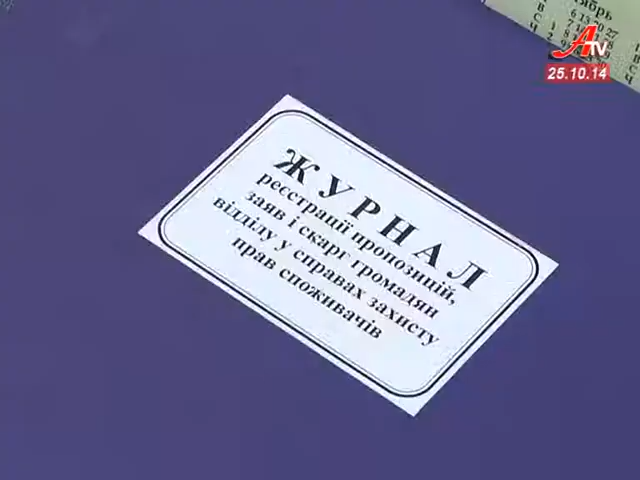 ЖУРНАЛ
реєстрації пропозицій,
заяв і скарг громадян
відділу у справах захисту
прав споживачів
ATV
25.10.14